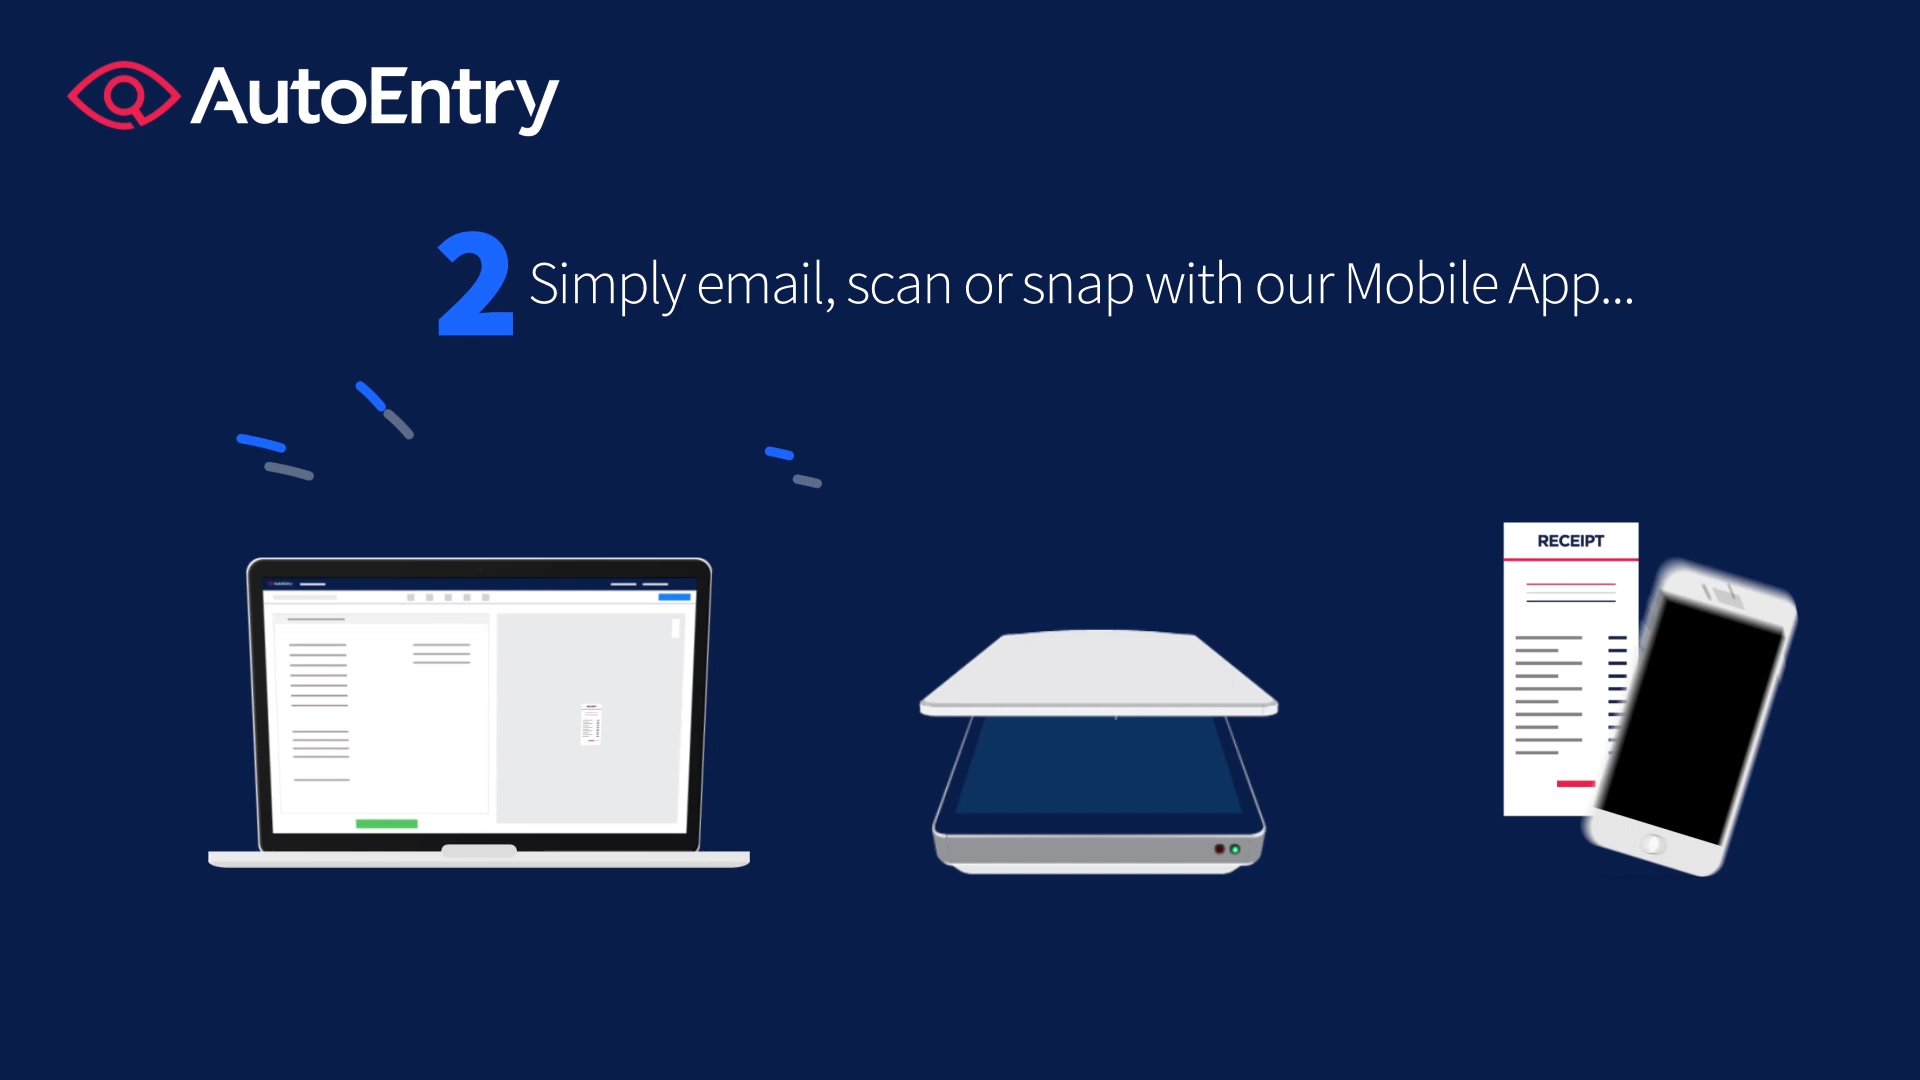 AutoEntry
2 Simply email, scan or snap with our Mobile App...
RECEIPT